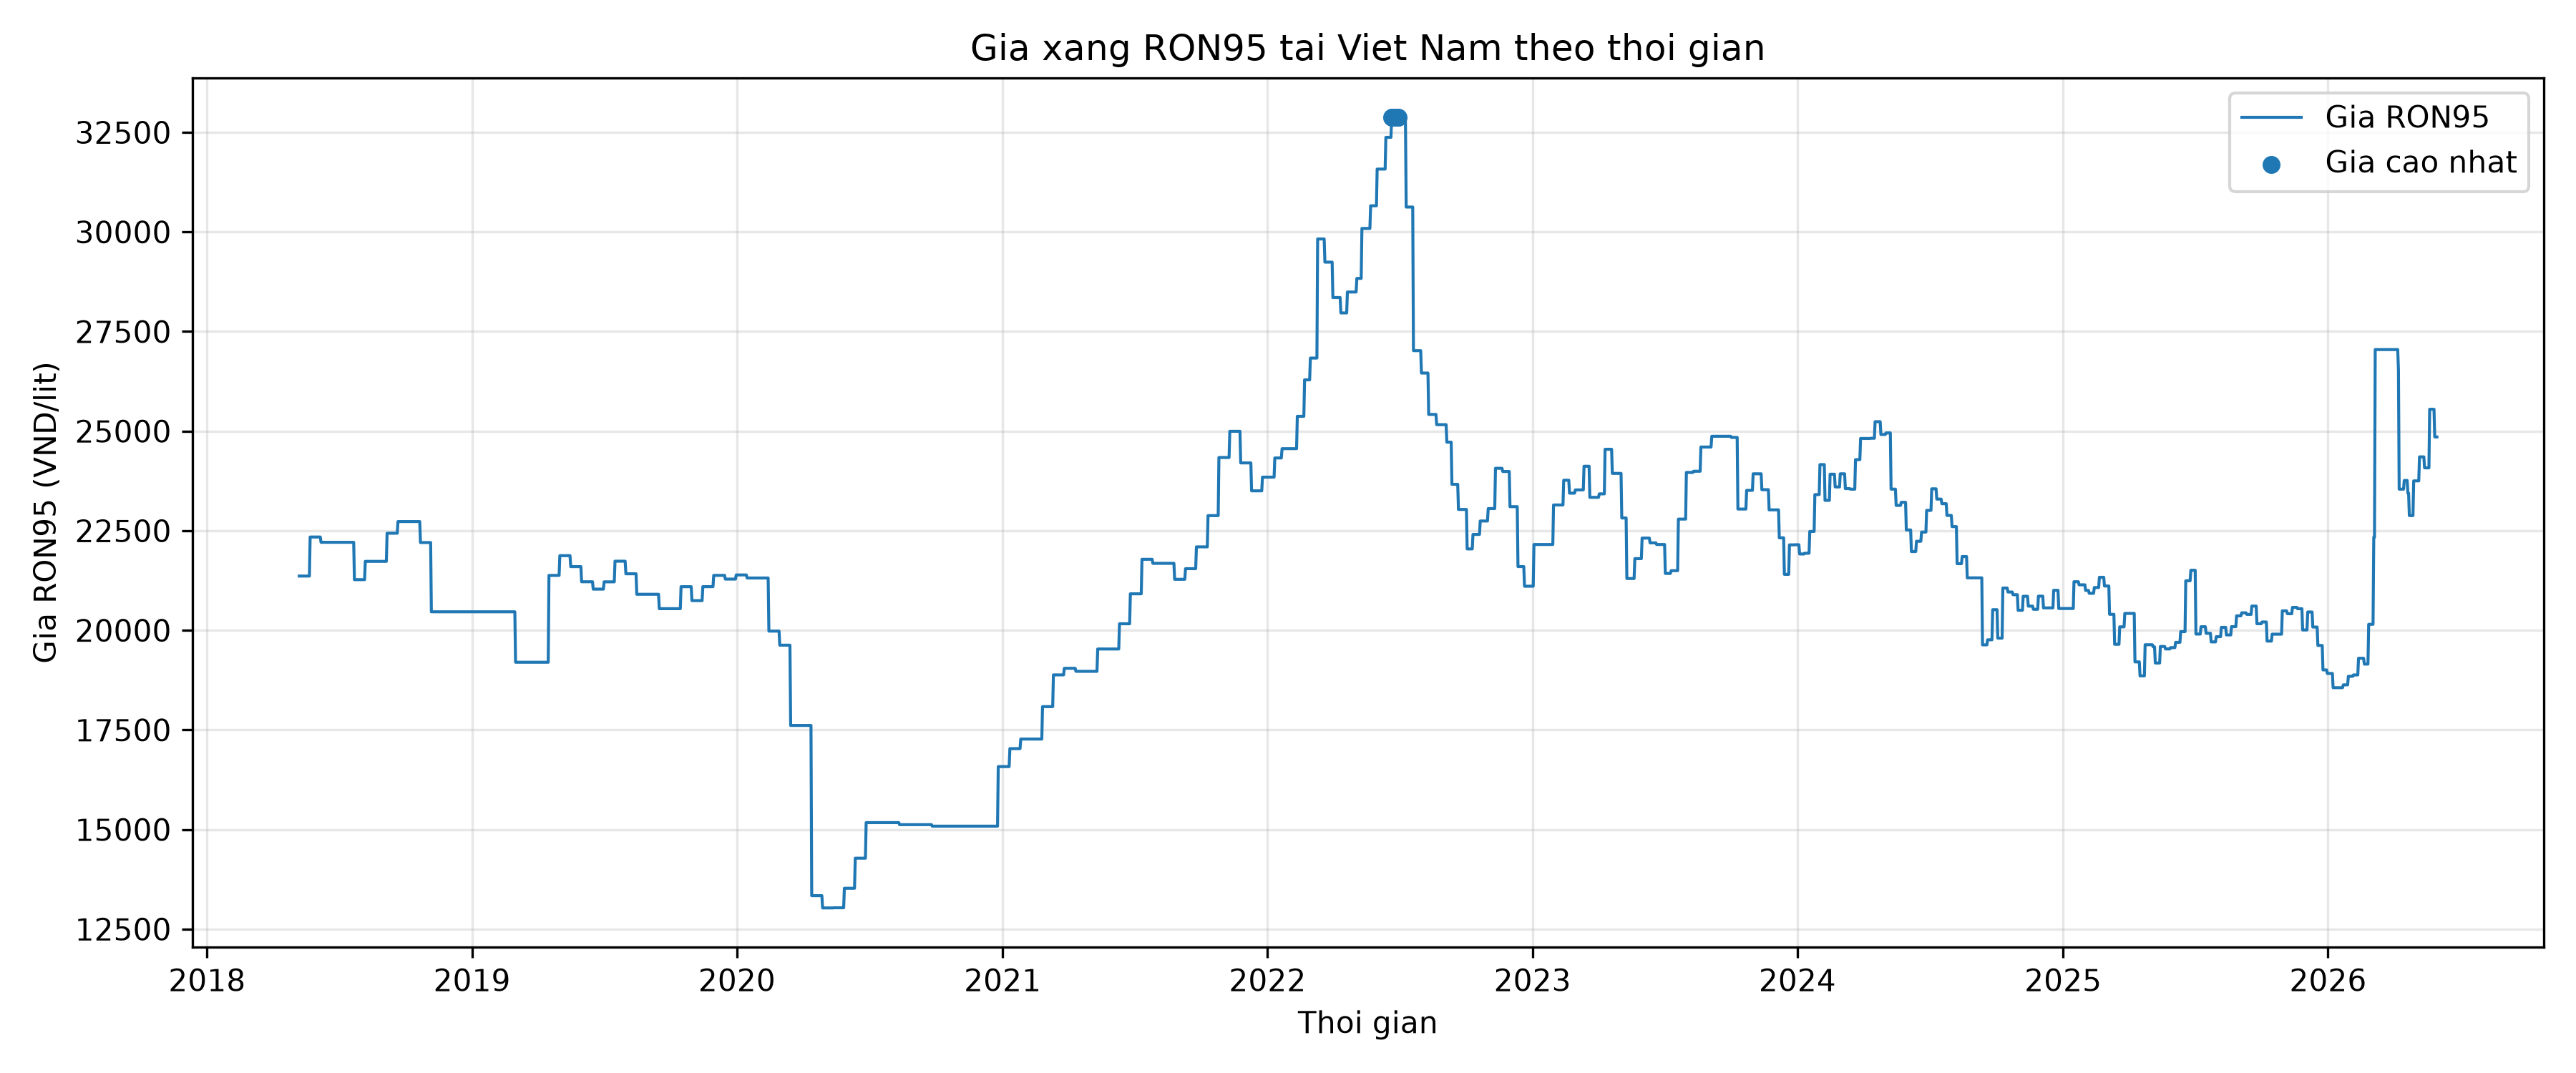 Gia xang RON95 tai Viet Nam theo thoi gian
Gia RON95
Gia cao nhat
Gia RON95 (VND/lit)
32500
30000
27500
25000
22500
20000
17500
15000
12500
2018 2019 2020 2021 2022 2023 2024 2025 2026
Thoi gian